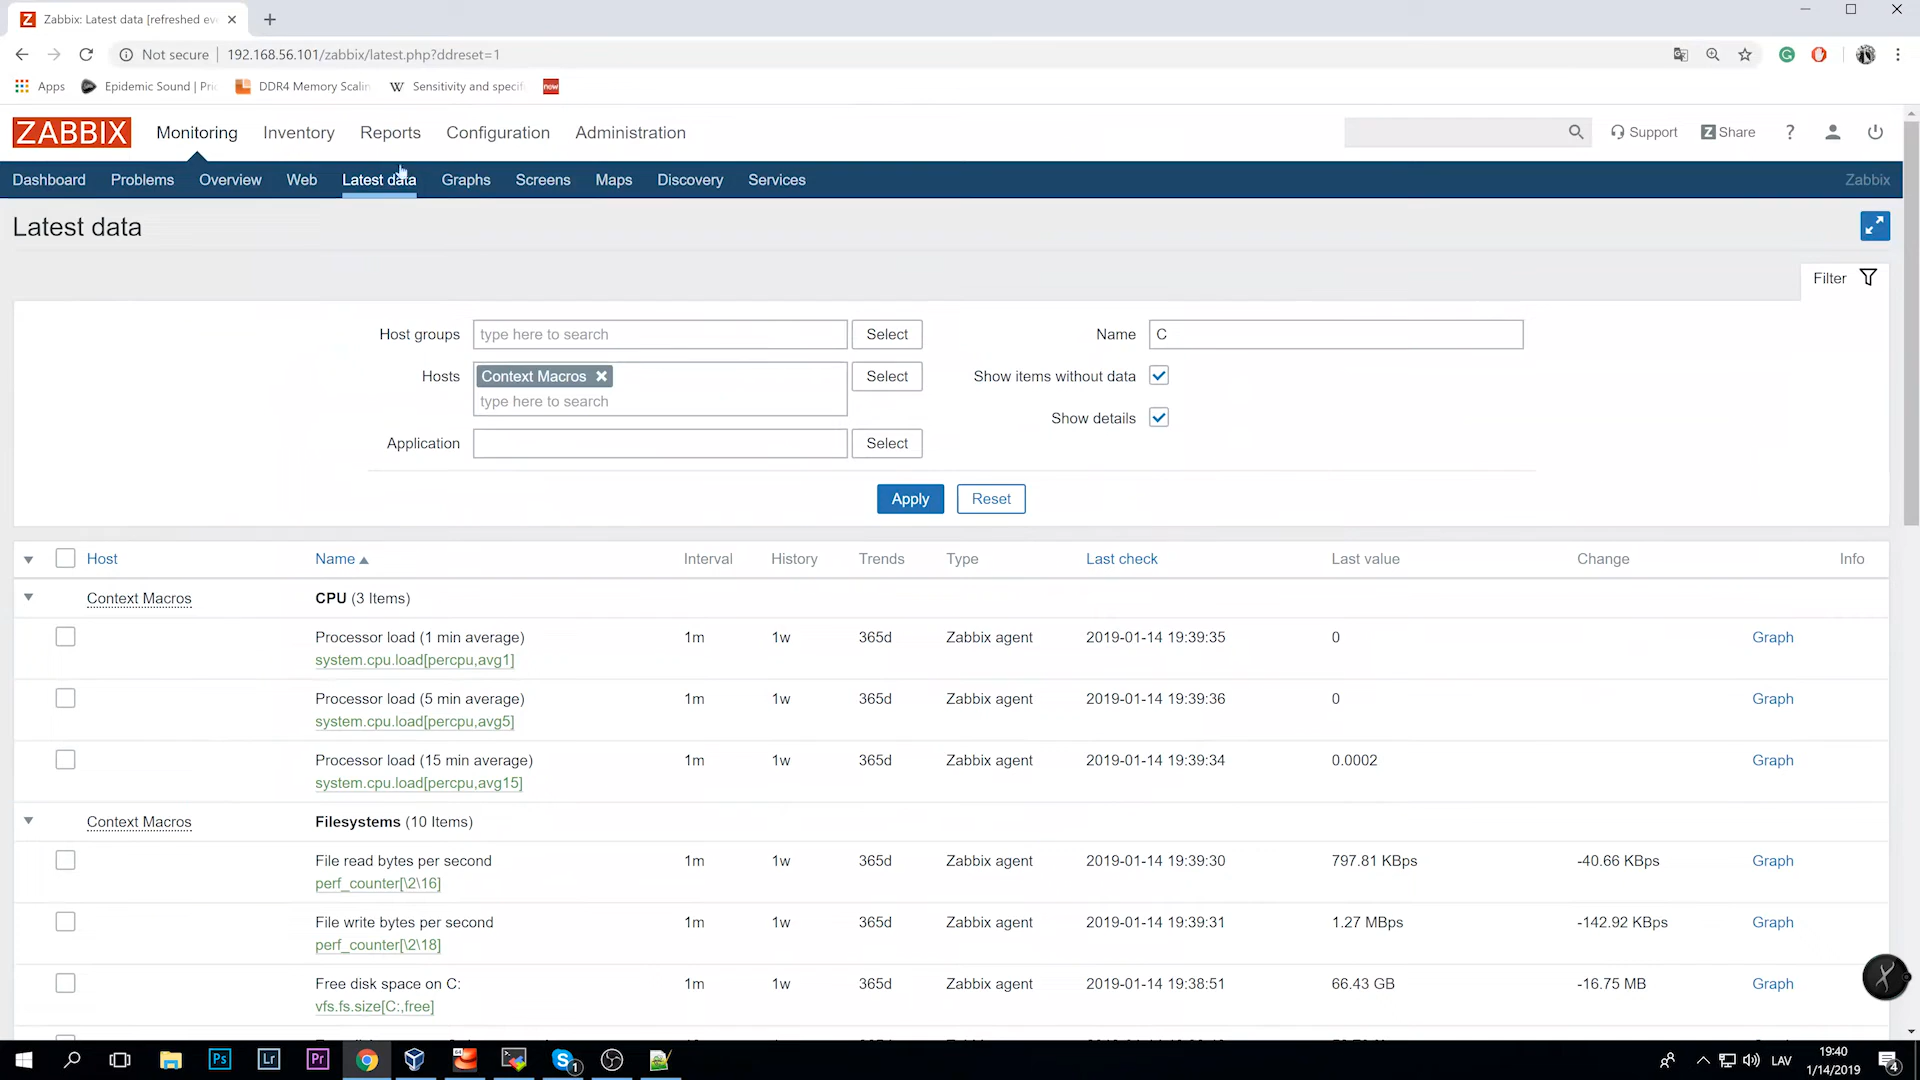 Zabbix: Latest data [refreshed eve
Not secure | 192.168.56.101/zabbix/latest.php?ddreset=1
Apps Epidemic Sound | Pric DDR4 Memory Scalin W Sensitivity and specif now
ZABBIX Monitoring Inventory Reports Configuration Administration Support Share ?
Dashboard Problems Overview Web Latest data Graphs Screens Maps Discovery Services Zabbix
Latest data
Filter
Host groups type here to search Select Name C
Hosts Context Macros Select Show items without data
type here to search
Show details
Application Select
Apply Reset
Host Name Interval History Trends Type Last check Last value Change Info
Context Macros CPU (3 Items)
Processor load (1 min average) 1m 1w 365d Zabbix agent 2019-01-14 19:39:35 0 Graph
system.cpu.load[percpu,avg1]
Processor load (5 min average) 1m 1w 365d Zabbix agent 2019-01-14 19:39:36 0 Graph
system.cpu.load[percpu,avg5]
Processor load (15 min average) 1m 1w 365d Zabbix agent 2019-01-14 19:39:34 0.0002 Graph
system.cpu.load[percpu,avg15]
Context Macros Filesystems (10 Items)
File read bytes per second 1m 1w 365d Zabbix agent 2019-01-14 19:39:30 797.81 KBps -40.66 KBps Graph
perf_counter[\2\16]
File write bytes per second 1m 1w 365d Zabbix agent 2019-01-14 19:39:31 1.27 MBps -142.92 KBps Graph
perf_counter[\2\18]
Free disk space on C: 1m 1w 365d Zabbix agent 2019-01-14 19:38:51 66.43 GB -16.75 MB Graph
vfs.fs.size[C:,free]
Ps Lr Pr 64 1 LAV 19:40 4
1/14/2019